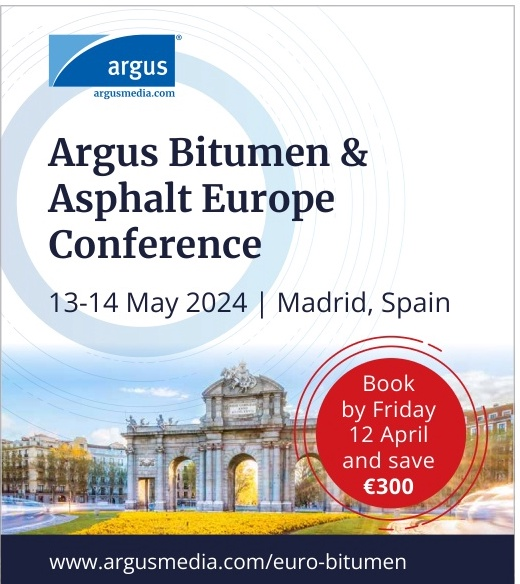 argus®
argusmedia.com
Argus Bitumen &
Asphalt Europe
Conference
13-14 May 2024 | Madrid, Spain
Book
by Friday
12 April
and save
€300
www.argusmedia.com/euro-bitumen